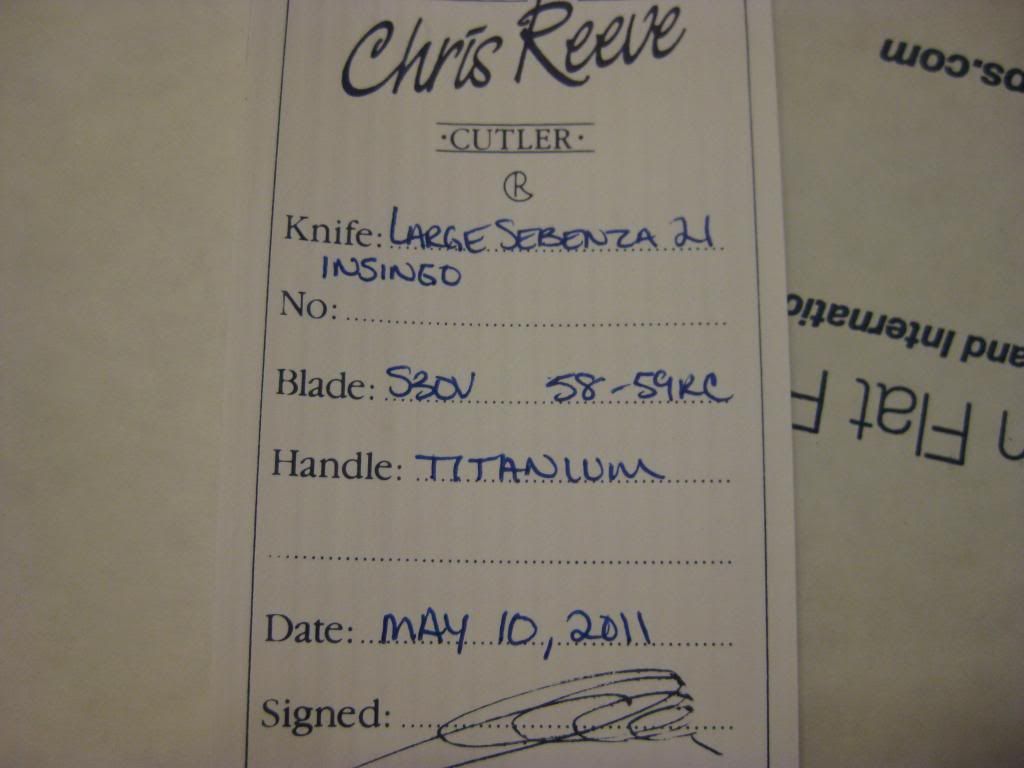 Chris Reeve
·CUTLER·
R
Knife: LARGE SEBENZA 21
INSINGO
No:
Blade: S30V 58-59RC
Handle: TITANIUM
Date: MAY 10, 2011
Signed:
ps.com
and Internatio
n Flat F